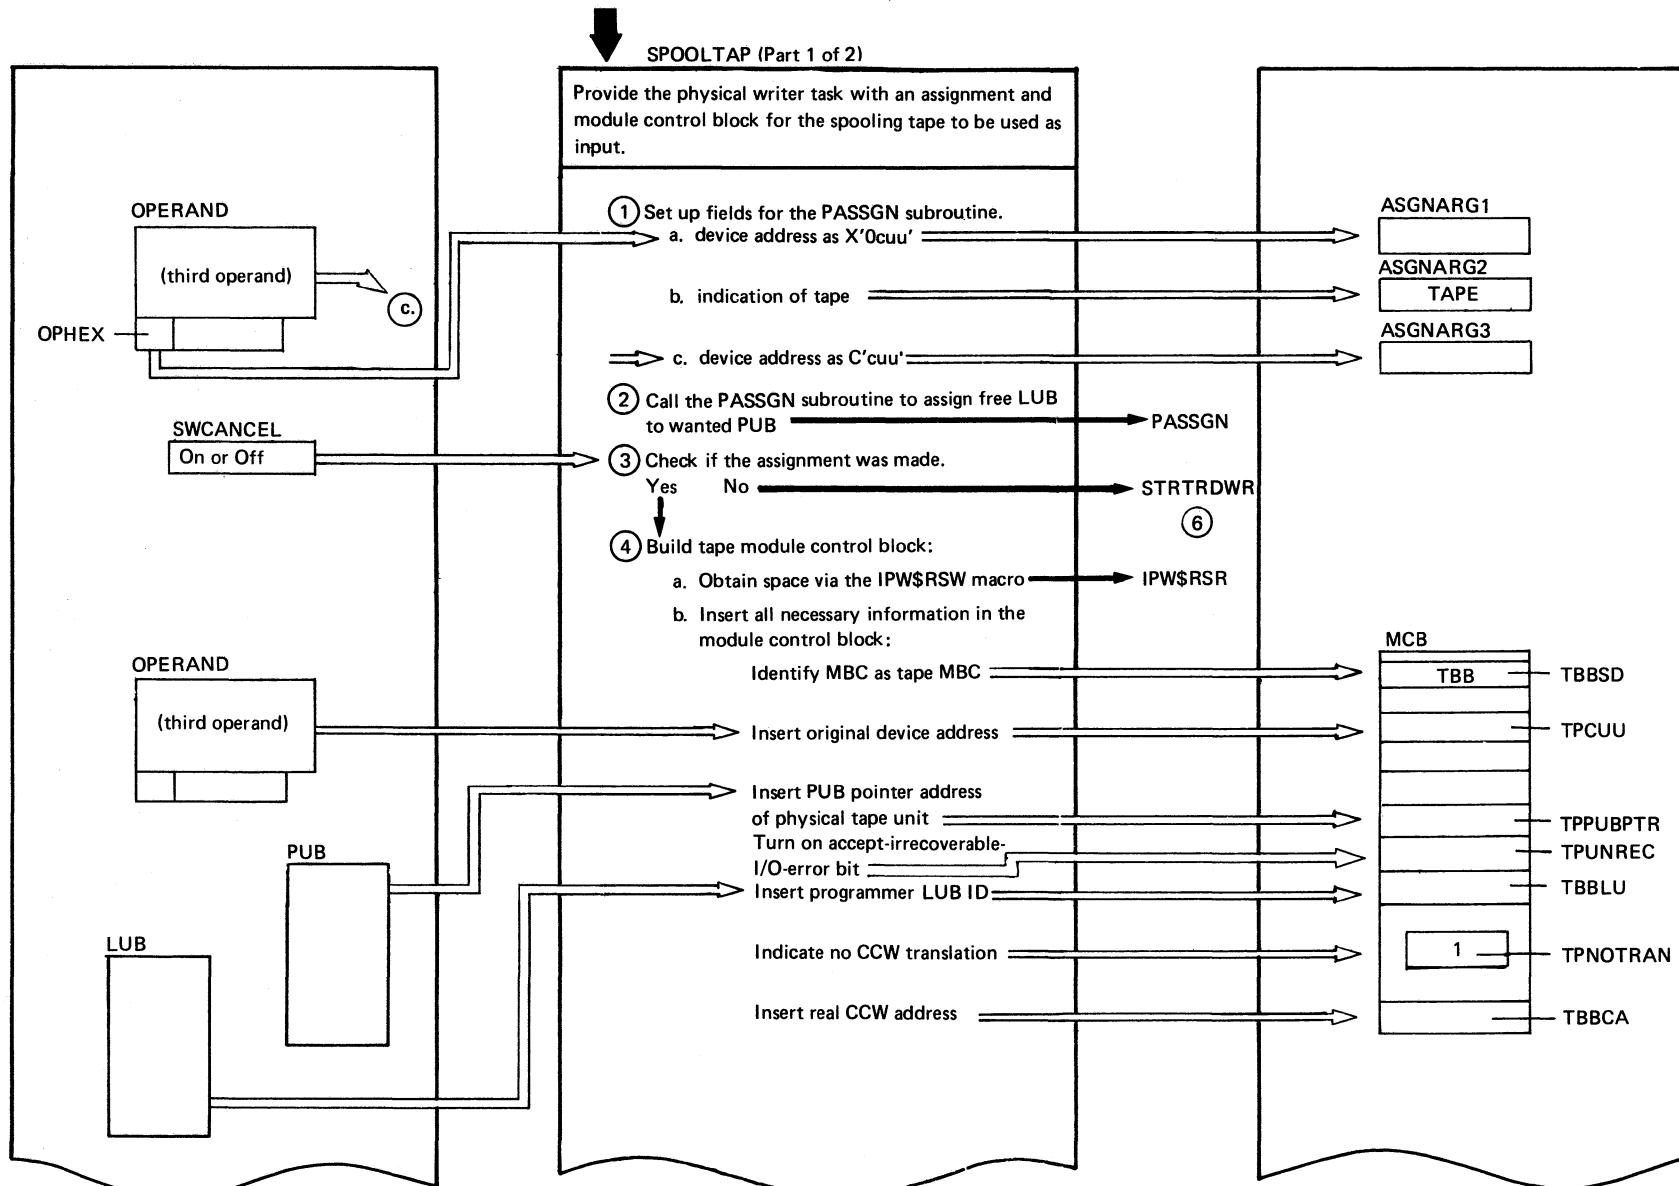 SPOOLTAP (Part 1 of 2)
Provide the physical writer task with an assignment and
module control block for the spooling tape to be used as
input.
OPERAND
(third operand)
c.
OPHEX
1 Set up fields for the PASSGN subroutine.
a. device address as X'0cuu'
ASGNARG1
b. indication of tape
ASGNARG2
TAPE
c. device address as C'cuu'
ASGNARG3
2 Call the PASSGN subroutine to assign free LUB
to wanted PUB
PASSGN
SWCANCEL
On or Off
3 Check if the assignment was made.
Yes No
STRTRDWR
6
4 Build tape module control block:
a. Obtain space via the IPW$RSW macro
IPW$RSR
b. Insert all necessary information in the
module control block:
MCB
Identify MBC as tape MBC
TBB
TBBSD
OPERAND
(third operand)
Insert original device address
TPCUU
Insert PUB pointer address
of physical tape unit
TPPUBPTR
PUB
Turn on accept-irrecoverable-
I/O-error bit
TPUNREC
Insert programmer LUB ID
TBBLU
LUB
Indicate no CCW translation
1
TPNOTRAN
Insert real CCW address
TBBCA